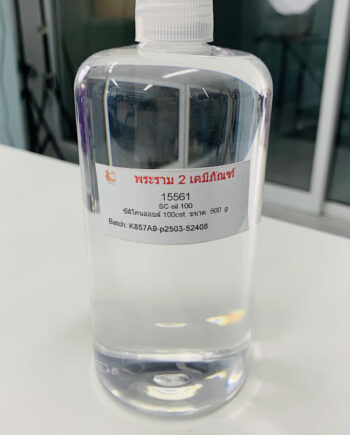 พระราม 2 เคมีภัณฑ์
15561
SC oil 100
ซิลิโคนออยล์ 100cst ขนาด 500 g
Batch: K857A9-p2503-52408